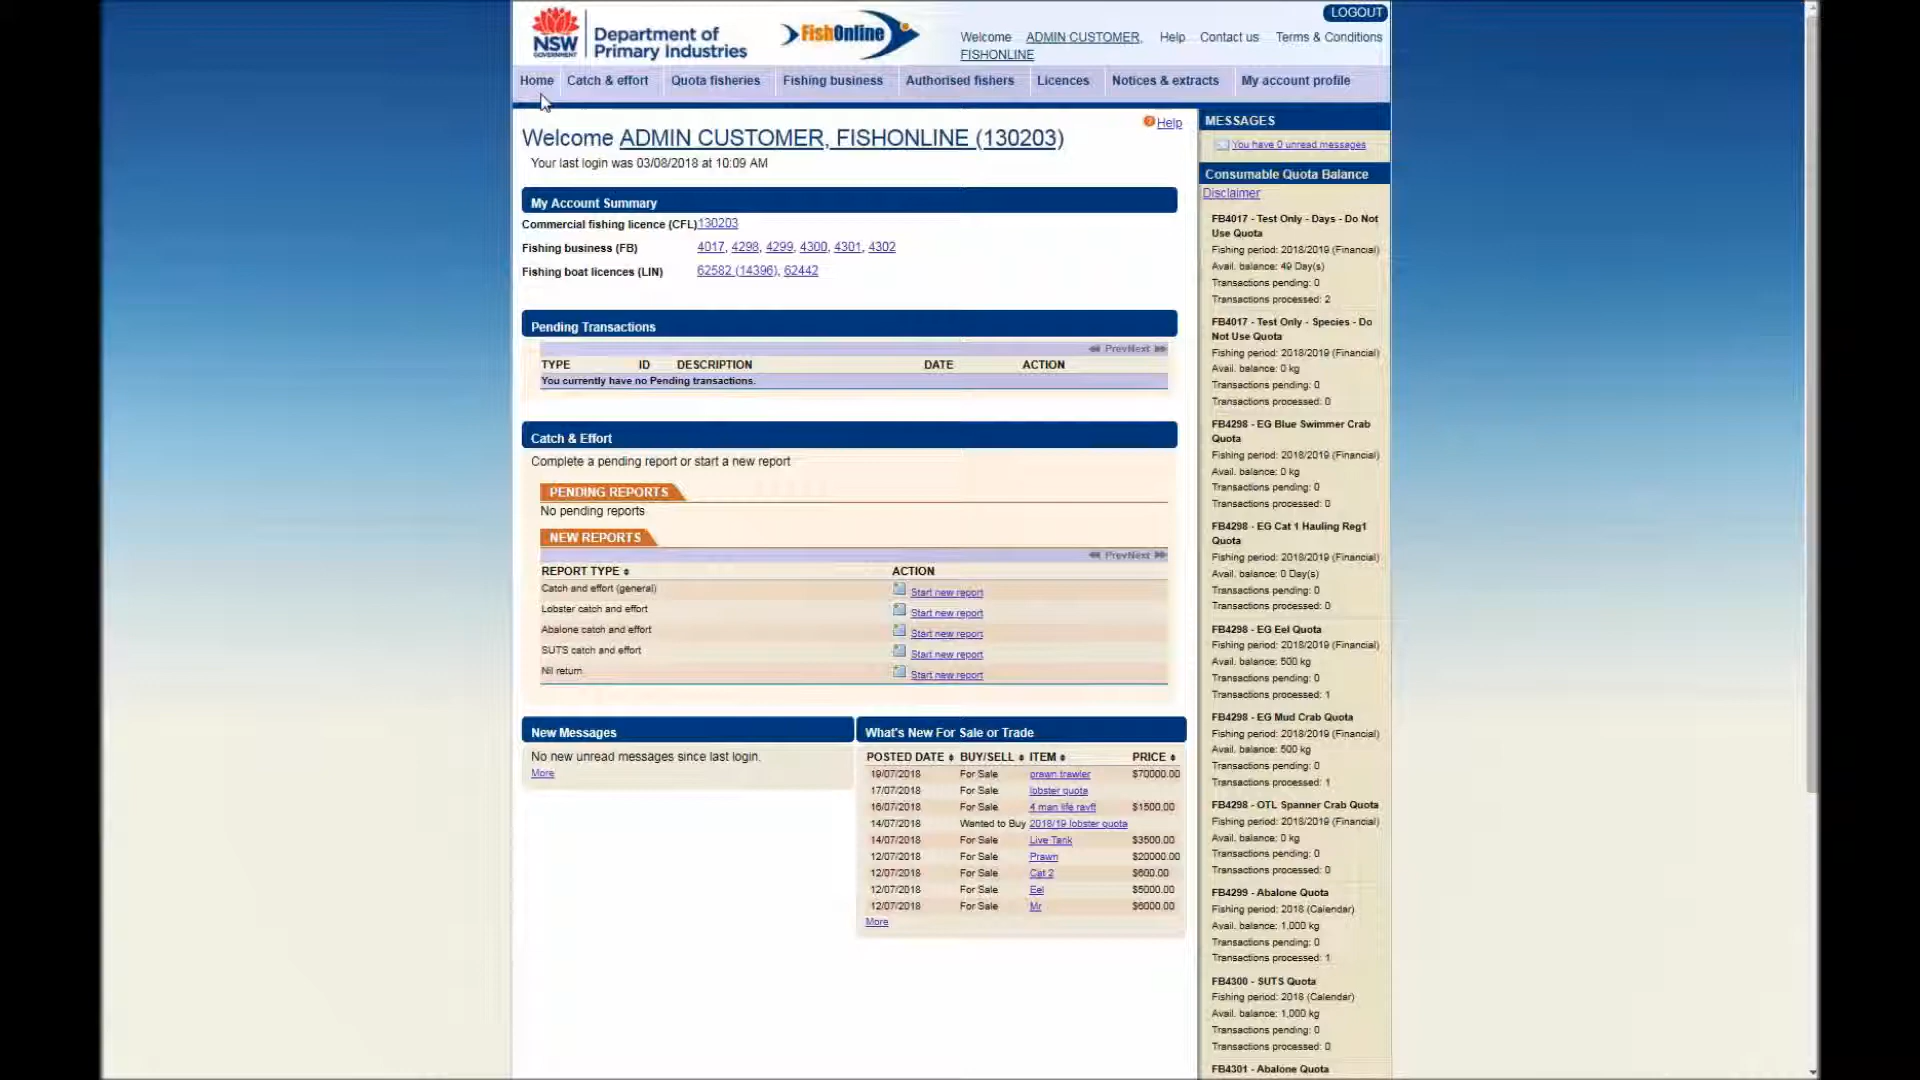 LOGOUT
NSW
GOVERNMENT
Department of
Primary Industries
FishOnline
Welcome ADMIN CUSTOMER, FISHONLINE
Help Contact us Terms & Conditions
Home Catch & effort Quota fisheries Fishing business Authorised fishers Licences Notices & extracts My account profile
Help
Welcome ADMIN CUSTOMER, FISHONLINE (130203)
Your last login was 03/08/2018 at 10:09 AM
My Account Summary
Commercial fishing licence (CFL) 130203
Fishing business (FB) 4017, 4298, 4299, 4300, 4301, 4302
Fishing boat licences (LIN) 62582 (14396), 62442
Pending Transactions
Prev Next
TYPE ID DESCRIPTION DATE ACTION
You currently have no Pending transactions.
Catch & Effort
Complete a pending report or start a new report
PENDING REPORTS
No pending reports
NEW REPORTS
Prev Next
REPORT TYPE ACTION
Catch and effort (general) Start new report
Lobster catch and effort Start new report
Abalone catch and effort Start new report
SUTS catch and effort Start new report
Nil return Start new report
New Messages
No new unread messages since last login.
More
What's New For Sale or Trade
POSTED DATE BUY/SELL ITEM PRICE
19/07/2018 For Sale prawn trawler $70000.00
17/07/2018 For Sale lobster quota
16/07/2018 For Sale 4 man life ravft $1500.00
14/07/2018 Wanted to Buy 2018/19 lobster quota
14/07/2018 For Sale Live Tank $3500.00
12/07/2018 For Sale Prawn $20000.00
12/07/2018 For Sale Cat 2 $600.00
12/07/2018 For Sale Eel $5000.00
12/07/2018 For Sale Mr $6000.00
More
MESSAGES
You have 0 unread messages
Consumable Quota Balance
Disclaimer
FB4017 - Test Only - Days - Do Not
Use Quota
Fishing period: 2018/2019 (Financial)
Avail. balance: 49 Day(s)
Transactions pending: 0
Transactions processed: 2
FB4017 - Test Only - Species - Do
Not Use Quota
Fishing period: 2018/2019 (Financial)
Avail. balance: 0 kg
Transactions pending: 0
Transactions processed: 0
FB4298 - EG Blue Swimmer Crab
Quota
Fishing period: 2018/2019 (Financial)
Avail. balance: 0 kg
Transactions pending: 0
Transactions processed: 0
FB4298 - EG Cat 1 Hauling Reg1
Quota
Fishing period: 2018/2019 (Financial)
Avail. balance: 0 Day(s)
Transactions pending: 0
Transactions processed: 0
FB4298 - EG Eel Quota
Fishing period: 2018/2019 (Financial)
Avail. balance: 500 kg
Transactions pending: 0
Transactions processed: 1
FB4298 - EG Mud Crab Quota
Fishing period: 2018/2019 (Financial)
Avail. balance: 500 kg
Transactions pending: 0
Transactions processed: 1
FB4298 - OTL Spanner Crab Quota
Fishing period: 2018/2019 (Financial)
Avail. balance: 0 kg
Transactions pending: 0
Transactions processed: 0
FB4299 - Abalone Quota
Fishing period: 2018 (Calendar)
Avail. balance: 1,000 kg
Transactions pending: 0
Transactions processed: 1
FB4300 - SUTS Quota
Fishing period: 2018 (Calendar)
Avail. balance: 1,000 kg
Transactions pending: 0
Transactions processed: 0
FB4301 - Abalone Quota